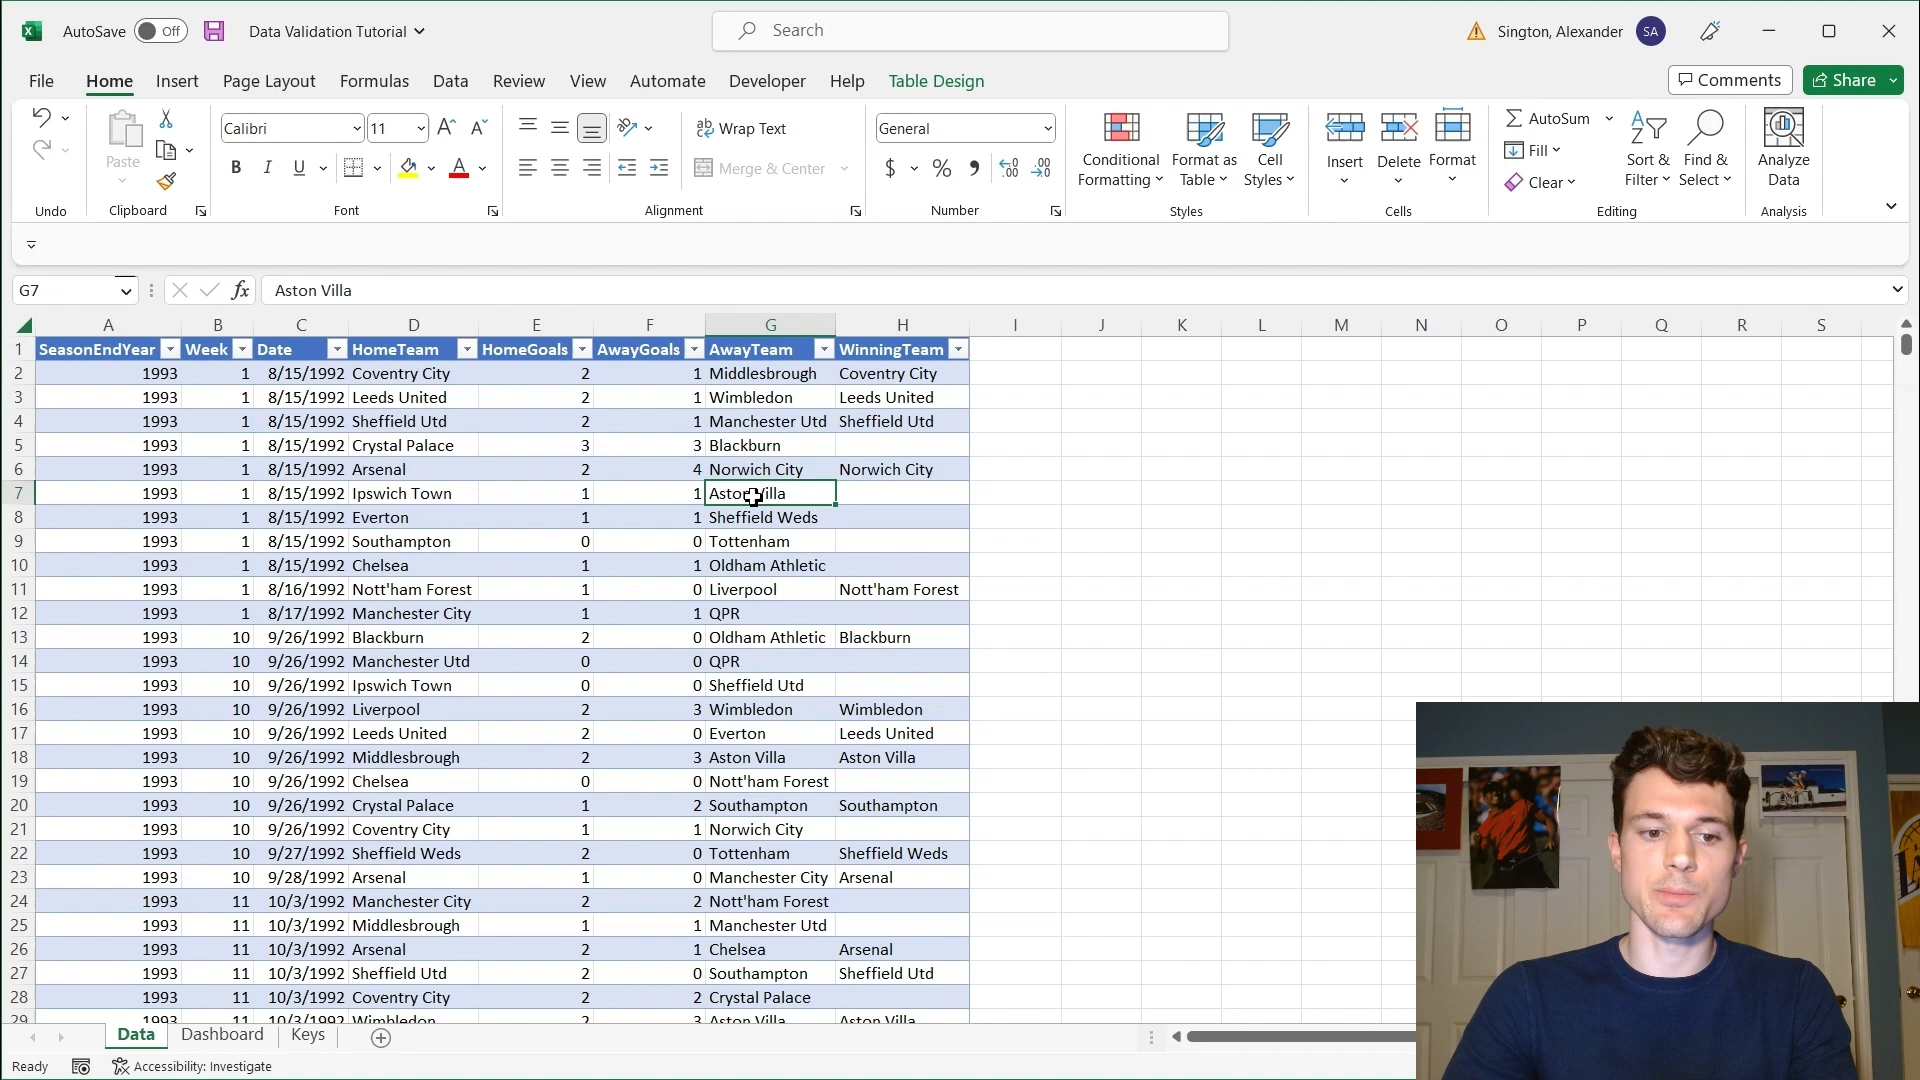 AutoSave Off Data Validation Tutorial Search Sington, Alexander SA
File Home Insert Page Layout Formulas Data Review View Automate Developer Help Table Design Comments Share
Paste Calibri 11 Wrap Text General Conditional Formatting Format as Table Cell Styles Insert Delete Format AutoSum Sort & Filter Find & Select Analyze Data
B I U Merge & Center $ % Fill
Clear
Undo Clipboard Font Alignment Number Styles Cells Editing Analysis
G7 fx Aston Villa
A B C D E F G H I J K L M N O P Q R S
1 SeasonEndYear Week Date HomeTeam HomeGoals AwayGoals AwayTeam WinningTeam
2 1993 1 8/15/1992 Coventry City 2 1 Middlesbrough Coventry City
3 1993 1 8/15/1992 Leeds United 2 1 Wimbledon Leeds United
4 1993 1 8/15/1992 Sheffield Utd 2 1 Manchester Utd Sheffield Utd
5 1993 1 8/15/1992 Crystal Palace 3 3 Blackburn
6 1993 1 8/15/1992 Arsenal 2 4 Norwich City Norwich City
7 1993 1 8/15/1992 Ipswich Town 1 1 Aston Villa
8 1993 1 8/15/1992 Everton 1 1 Sheffield Weds
9 1993 1 8/15/1992 Southampton 0 0 Tottenham
10 1993 1 8/15/1992 Chelsea 1 1 Oldham Athletic
11 1993 1 8/16/1992 Nott'ham Forest 1 0 Liverpool Nott'ham Forest
12 1993 1 8/17/1992 Manchester City 1 1 QPR
13 1993 10 9/26/1992 Blackburn 2 0 Oldham Athletic Blackburn
14 1993 10 9/26/1992 Manchester Utd 0 0 QPR
15 1993 10 9/26/1992 Ipswich Town 0 0 Sheffield Utd
16 1993 10 9/26/1992 Liverpool 2 3 Wimbledon Wimbledon
17 1993 10 9/26/1992 Leeds United 2 0 Everton Leeds United
18 1993 10 9/26/1992 Middlesbrough 2 3 Aston Villa Aston Villa
19 1993 10 9/26/1992 Chelsea 0 0 Nott'ham Forest
20 1993 10 9/26/1992 Crystal Palace 1 2 Southampton Southampton
21 1993 10 9/26/1992 Coventry City 1 1 Norwich City
22 1993 10 9/27/1992 Sheffield Weds 2 0 Tottenham Sheffield Weds
23 1993 10 9/28/1992 Arsenal 1 0 Manchester City Arsenal
24 1993 11 10/3/1992 Manchester City 2 2 Nott'ham Forest
25 1993 11 10/3/1992 Middlesbrough 1 1 Manchester Utd
26 1993 11 10/3/1992 Arsenal 2 1 Chelsea Arsenal
27 1993 11 10/3/1992 Sheffield Utd 2 0 Southampton Sheffield Utd
28 1993 11 10/3/1992 Coventry City 2 2 Crystal Palace
29 1993 11 10/3/1992 Wimbledon 2 3 Aston Villa Aston Villa
Data Dashboard Keys
Ready Accessibility: Investigate